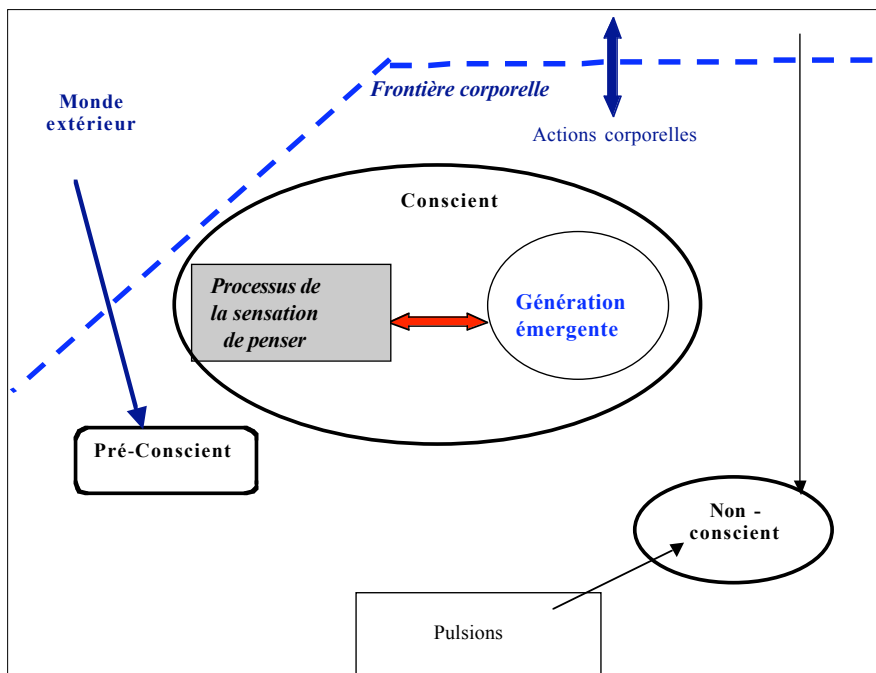 Frontière corporelle
Monde
extérieur
Actions corporelles
Conscient
Processus de
la sensation
de penser
Génération
émergente
Pré-Conscient
Non -
conscient
Pulsions